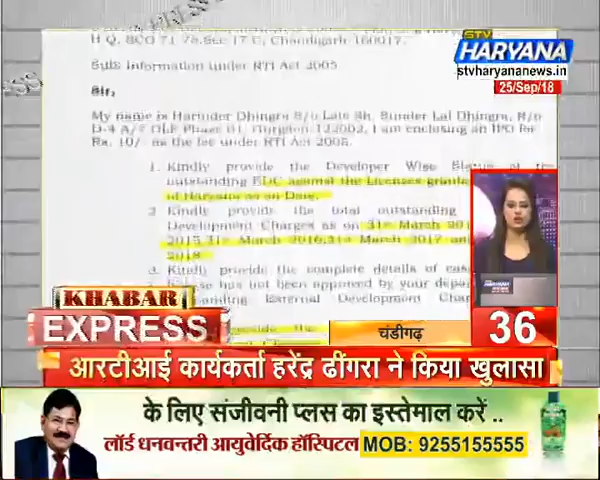 H Q, SCO 71-75, Sec-17 C, Chandigarh 160017.
STV
HARYANA
NEWS
stvharyananews.in
25/Sep/18
Sub: Information under RTI Act 2005
Sir,
My name is Harinder Dhingra S/o Late Sh. Sunder Lal Dhingra, R/o
D-4 A/7 DLF Phase 01, Gurgaon-122002, I am enclosing an IPO for
Rs. 10/- as the fee under RTI Act 2005.
1. Kindly provide the Developer Wise Status of the
outstanding EDC against the Licenses
of Haryana as on Date.
2. Kindly provide the total outstanding
Development Charges as on 31st March
2015, 31st March 2016, 31st March 2017
2018
3. Kindly provide the complete details of
has not been approved by your
External Development
HARYANA
KHABAR
EXPRESS
चंडीगढ़
36
आरटीआई कार्यकर्ता हरेंद्र ढींगरा ने किया खुलासा
के लिए संजीवनी प्लस का इस्तेमाल करें ..
लॉर्ड धनवन्तरी आयुर्वेदिक हॉस्पिटल MOB: 9255155555